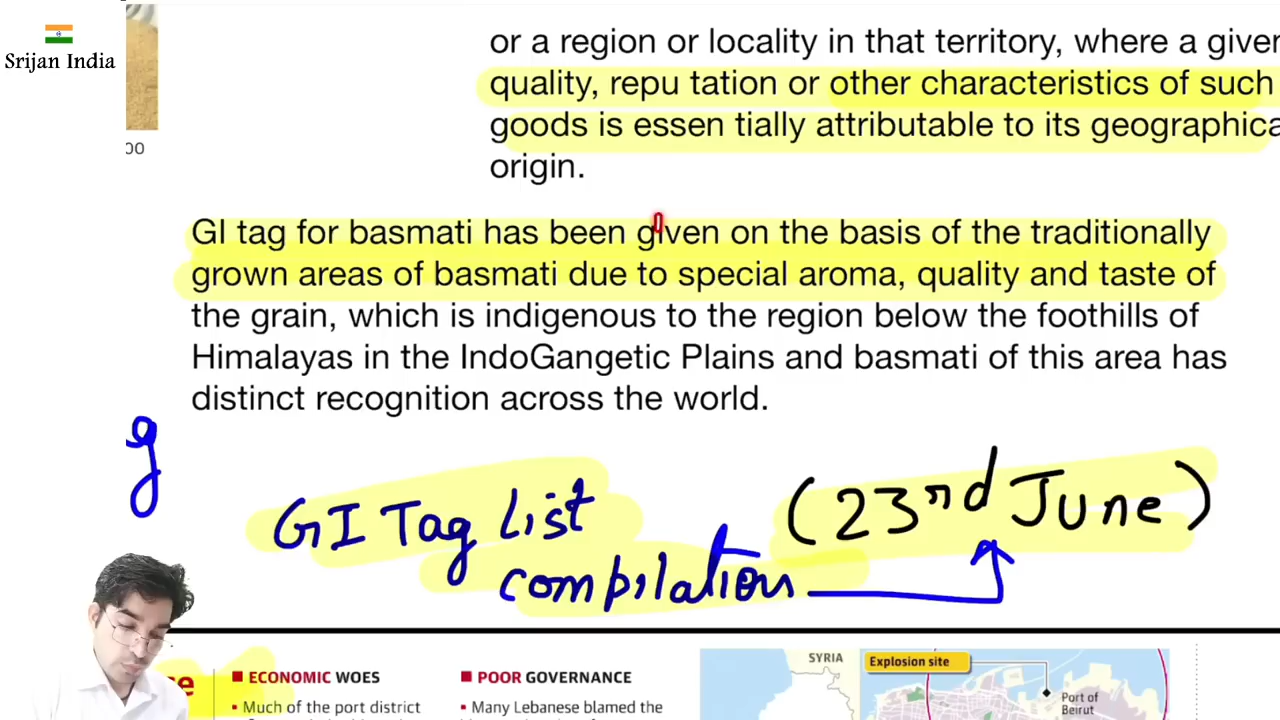 Srijan India
00
or a region or locality in that territory, where a given
quality, repu tation or other characteristics of such
goods is essen tially attributable to its geographica
origin.
GI tag for basmati has been given on the basis of the traditionally
grown areas of basmati due to special aroma, quality and taste of
the grain, which is indigenous to the region below the foothills of
Himalayas in the IndoGangetic Plains and basmati of this area has
distinct recognition across the world.
g
GI Tag list
(23nd June)
compilation
ECONOMIC WOES
Much of the port district
POOR GOVERNANCE
Many Lebanese blamed the
SYRIA
Explosion site
Port of
Beirut